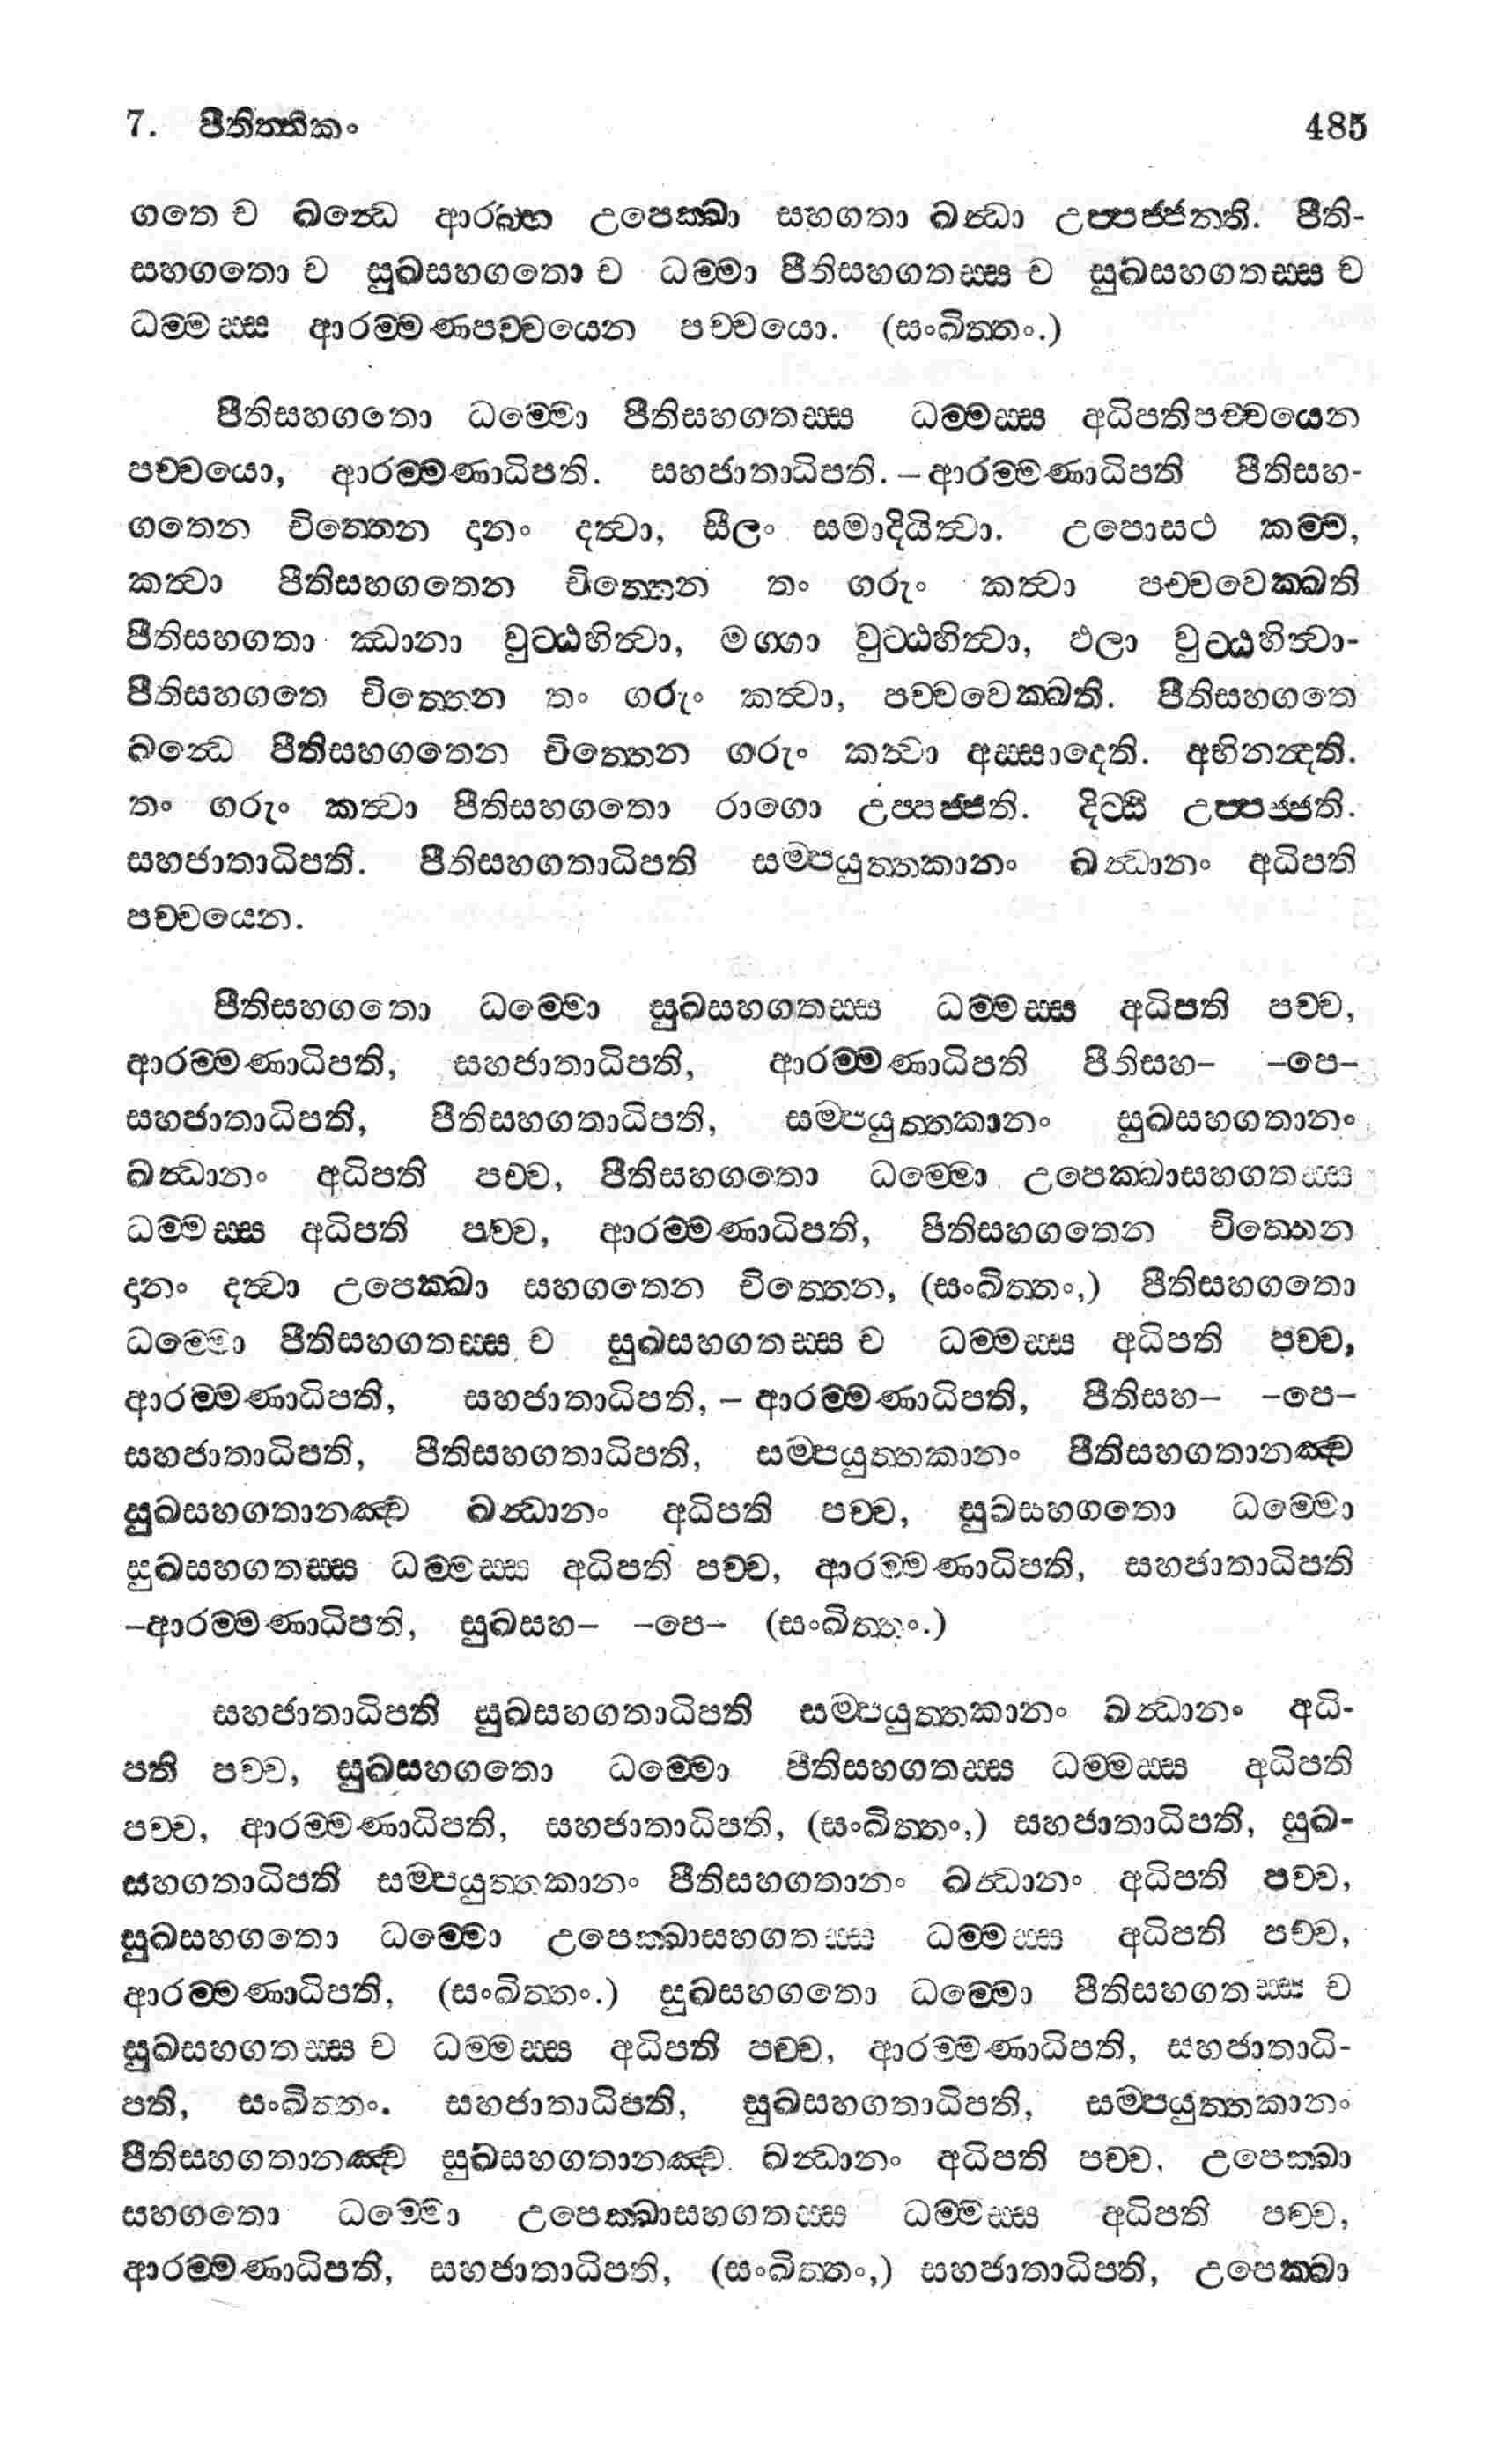 7. පීතිත්තිකං 485
ගතෙ ච ඛන්ධෙ ආරබ්භ උපෙක්ඛා සහගතා ඛන්ධා උප්පජ්ජන්ති. පීති-
සහගතො ච සුඛසහගතො ච ධම්මා පීතිසහගතස්ස ච සුඛසහගතස්ස ච
ධම්මස්ස ආරම්මණපච්චයෙන පච්චයො. (සංඛිත්තං.)
පීතිසහගතො ධම්මො පීතිසහගතස්ස ධම්මස්ස අධිපතිපච්චයෙන
පච්චයො, ආරම්මණාධිපති. සහජාතාධිපති. –ආරම්මණාධිපති පීතිසහ-
ගතෙන චිත්තෙන දානං දත්වා, සීලං සමාදියිත්වා. උපොසථ කම්ම,
කත්වා පීතිසහගතෙන චිත්තෙන තං ගරුං කත්වා පච්චවෙක්ඛති
පීතිසහගතා ඣානා වුට්ඨහිත්වා, මග්ගා වුට්ඨහිත්වා, ඵලා වුට්ඨහිත්වා-
පීතිසහගතෙ චිත්තෙන තං ගරුං කත්වා, පච්චවෙක්ඛති. පීතිසහගතෙ
ඛන්ධෙ පීතිසහගතෙන චිත්තෙන ගරුං කත්වා අස්සාදෙති. අභිනන්දති.
තං ගරුං කත්වා පීතිසහගතො රාගො උප්පජ්ජති. දිට්ඨි උප්පජ්ජති.
සහජාතාධිපති. පීතිසහගතාධිපති සම්පයුත්තකානං ඛන්ධානං අධිපති
පච්චයෙන.
පීතිසහගතො ධම්මො සුඛසහගතස්ස ධම්මස්ස අධිපති පච්ච,
ආරම්මණාධිපති, සහජාතාධිපති, ආරම්මණාධිපති පීතිසහ– –පෙ–
සහජාතාධිපති, පීතිසහගතාධිපති, සම්පයුත්තකානං සුඛසහගතානං
ඛන්ධානං අධිපති පච්ච, පීතිසහගතො ධම්මො උපෙක්ඛාසහගතස්ස
ධම්මස්ස අධිපති පච්ච, ආරම්මණාධිපති, පීතිසහගතෙන චිත්තෙන
දානං දත්වා උපෙක්ඛා සහගතෙන චිත්තෙන, (සංඛිත්තං,) පීතිසහගතො
ධම්මො පීතිසහගතස්ස ච සුඛසහගතස්ස ච ධම්මස්ස අධිපති පච්ච,
ආරම්මණාධිපති, සහජාතාධිපති, – ආරම්මණාධිපති, පීතිසහ– –පෙ–
සහජාතාධිපති, පීතිසහගතාධිපති, සම්පයුත්තකානං පීතිසහගතානඤ්ච
සුඛසහගතානඤ්ච ඛන්ධානං අධිපති පච්ච, සුඛසහගතො ධම්මො
සුඛසහගතස්ස ධම්මස්ස අධිපති පච්ච, ආරම්මණාධිපති, සහජාතාධිපති
–ආරම්මණාධිපති, සුඛසහ– –පෙ– (සංඛිත්තං.)
සහජාතාධිපති සුඛසහගතාධිපති සම්පයුත්තකානං ඛන්ධානං අධි-
පති පච්ච, සුඛසහගතො ධම්මො පීතිසහගතස්ස ධම්මස්ස අධිපති
පච්ච, ආරම්මණාධිපති, සහජාතාධිපති, (සංඛිත්තං,) සහජාතාධිපති, සුඛ-
සහගතාධිපති සම්පයුත්තකානං පීතිසහගතානං ඛන්ධානං අධිපති පච්ච,
සුඛසහගතො ධම්මො උපෙක්ඛාසහගතස්ස ධම්මස්ස අධිපති පච්ච,
ආරම්මණාධිපති, (සංඛිත්තං.) සුඛසහගතො ධම්මො පීතිසහගතස්ස ච
සුඛසහගතස්ස ච ධම්මස්ස අධිපති පච්ච, ආරම්මණාධිපති, සහජාතාධි-
පති, සංඛිත්තං. සහජාතාධිපති, සුඛසහගතාධිපති, සම්පයුත්තකානං
පීතිසහගතානඤ්ච සුඛසහගතානඤ්ච ඛන්ධානං අධිපති පච්ච, උපෙක්ඛා
සහගතො ධම්මො උපෙක්ඛාසහගතස්ස ධම්මස්ස අධිපති පච්ච,
ආරම්මණාධිපති, සහජාතාධිපති, (සංඛිත්තං,) සහජාතාධිපති, උපෙක්ඛා